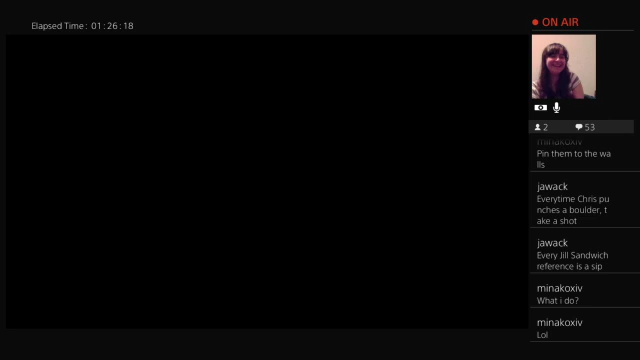 Elapsed Time: 01:26:18
ON AIR
2 53
minakoxiv
Pin them to the wa
lls
jawack
Everytime Chris pu
nches a boulder, t
ake a shot
jawack
Every Jill Sandwich
reference is a sip
minakoxiv
What i do?
minakoxiv
Lol